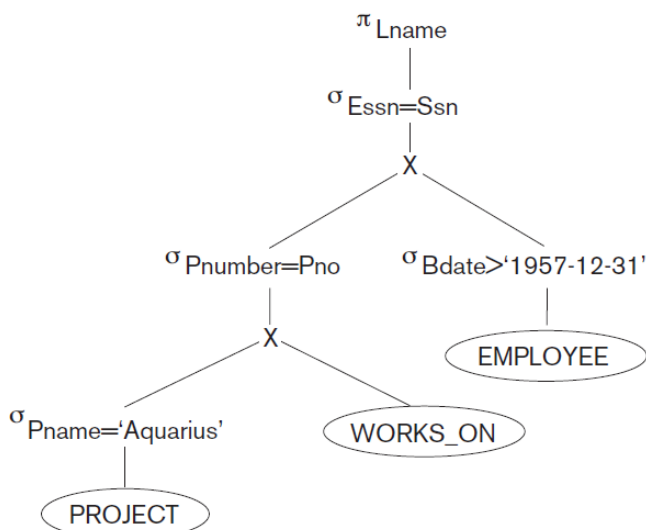 π Lname
σ Essn=Ssn
X
σ Pnumber=Pno
σ Bdate>‘1957-12-31’
X
EMPLOYEE
σ Pname=‘Aquarius’
WORKS_ON
PROJECT